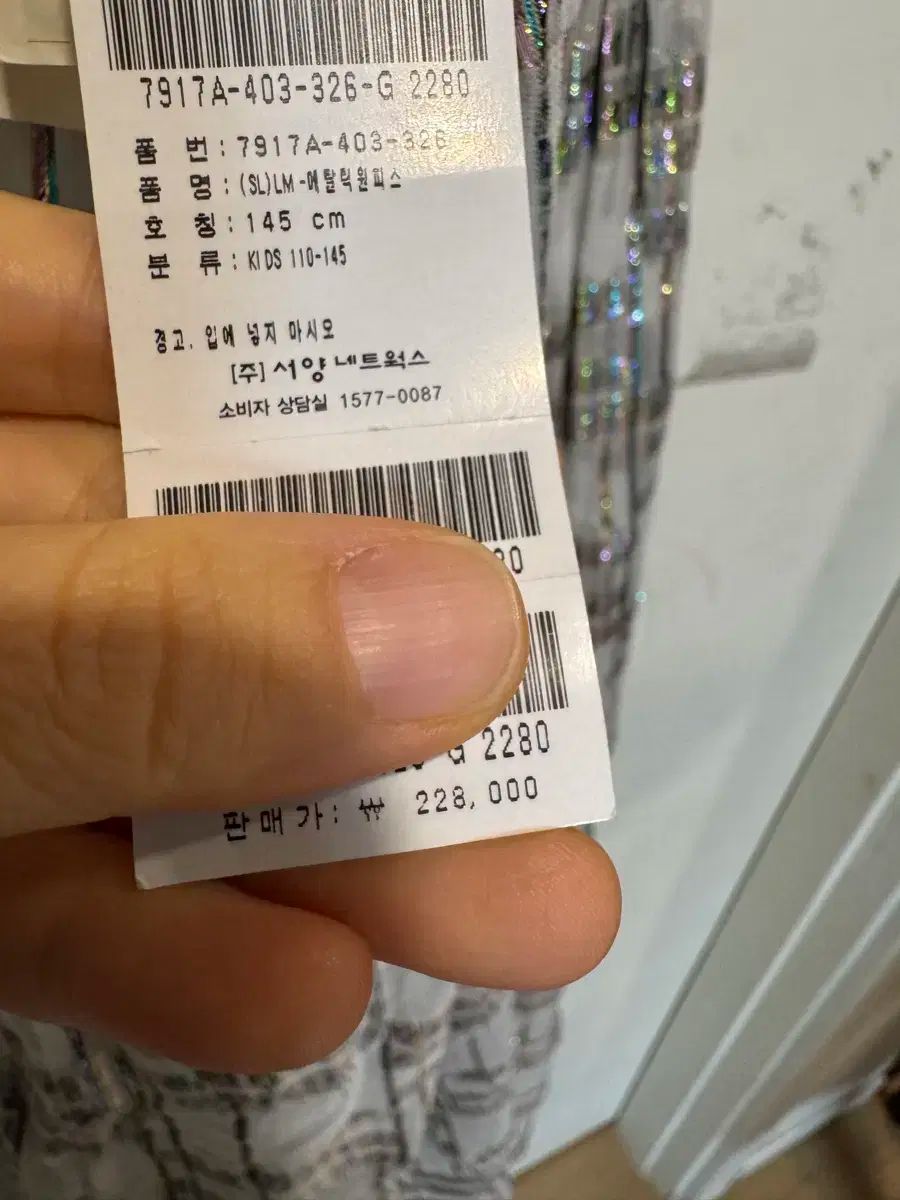 7917A-403-326-G 2280
품 번 : 7917A-403-326
품 명 : (SL)LM-메탈릭원피스
호 칭 : 145 cm
분 류 : KIDS 110-145
경고. 입에 넣지 마시오
[주] 서양네트웍스
소비자 상담실 1577-0087
G 2280
판매가: ₩ 228,000